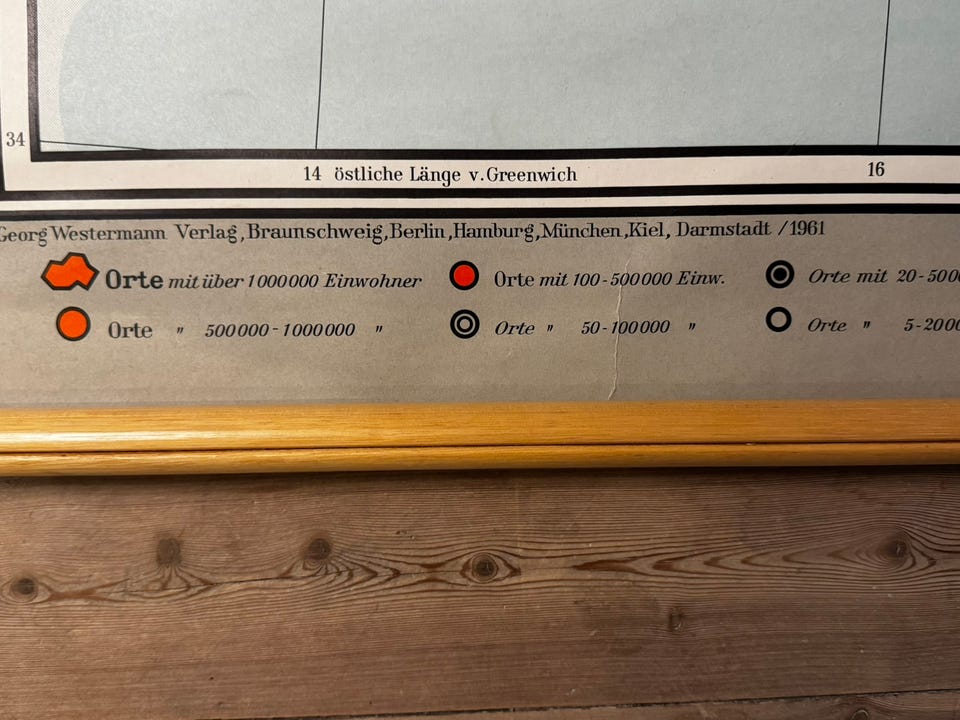 34
14 östliche Länge v.Greenwich 16
Georg Westermann Verlag, Braunschweig, Berlin, Hamburg, München, Kiel, Darmstadt / 1961
Orte mit über 1000000 Einwohner Orte mit 100-500000 Einw. Orte mit 20-5000
Orte " 500000-1000000 " Orte " 50-100000 " Orte " 5-2000